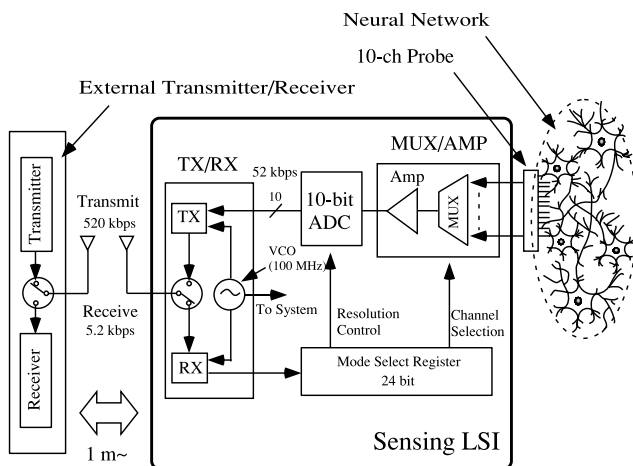 Neural Network
10-ch Probe
External Transmitter/Receiver
MUX/AMP
TX/RX
52 kbps
10
10-bit
ADC
Amp
MUX
Transmitter
Transmit
520 kbps
TX
VCO
(100 MHz)
To System
Receive
5.2 kbps
Resolution
Control
Channel
Selection
Receiver
RX
Mode Select Register
24 bit
1 m~
Sensing LSI